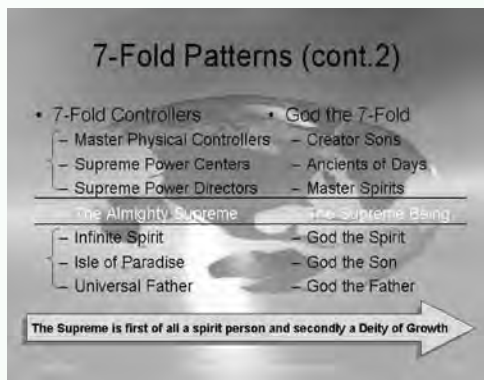 7-Fold Patterns (cont.2)
• 7-Fold Controllers
– Master Physical Controllers
– Supreme Power Centers
– Supreme Power Directors
The Almighty Supreme
– Infinite Spirit
– Isle of Paradise
– Universal Father
• God the 7-Fold
– Creator Sons
– Ancients of Days
– Master Spirits
The Supreme Being
– God the Spirit
– God the Son
– God the Father
The Supreme is first of all a spirit person and secondly a Deity of Growth